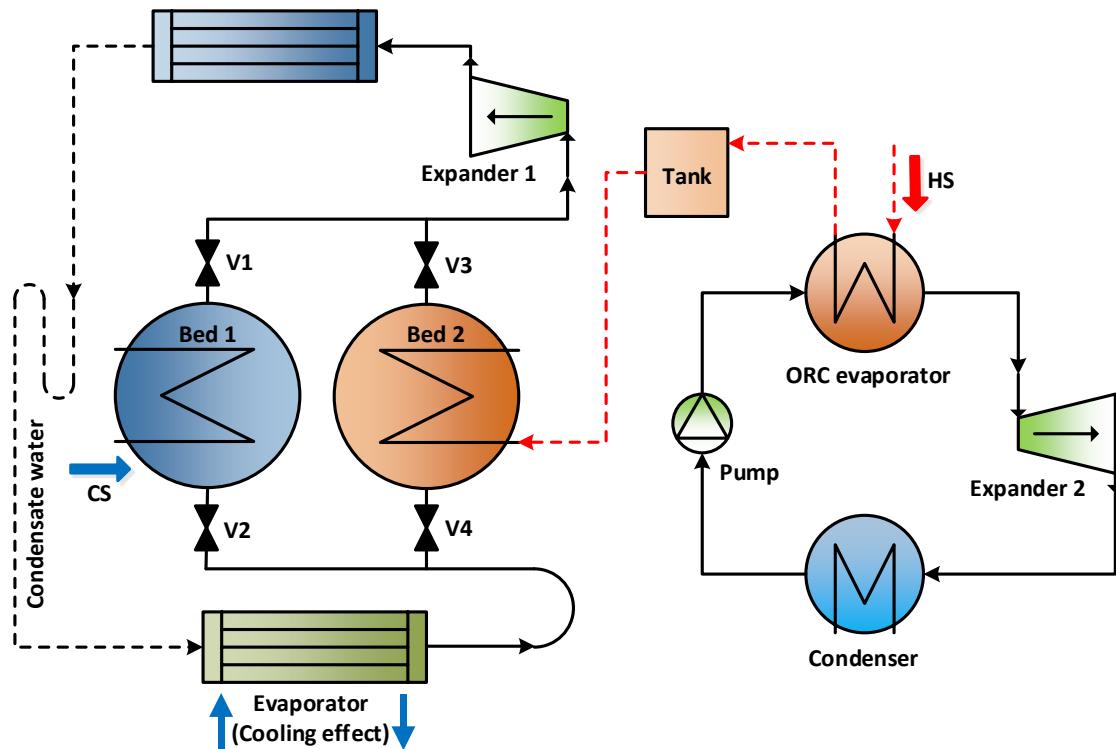 Expander 1
Tank
HS
V1
V3
Bed 1
Bed 2
ORC evaporator
Condensate water
Pump
Expander 2
CS
V2
V4
Condenser
Evaporator
(Cooling effect)